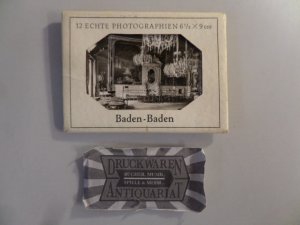 12 ECHTE PHOTOGRAPHIEN 6½ × 9 cm
Baden-Baden
DRUCKWAREN
BÜCHER, MUSIK,
SPIELE & MEHR
ANTIQUARIAT